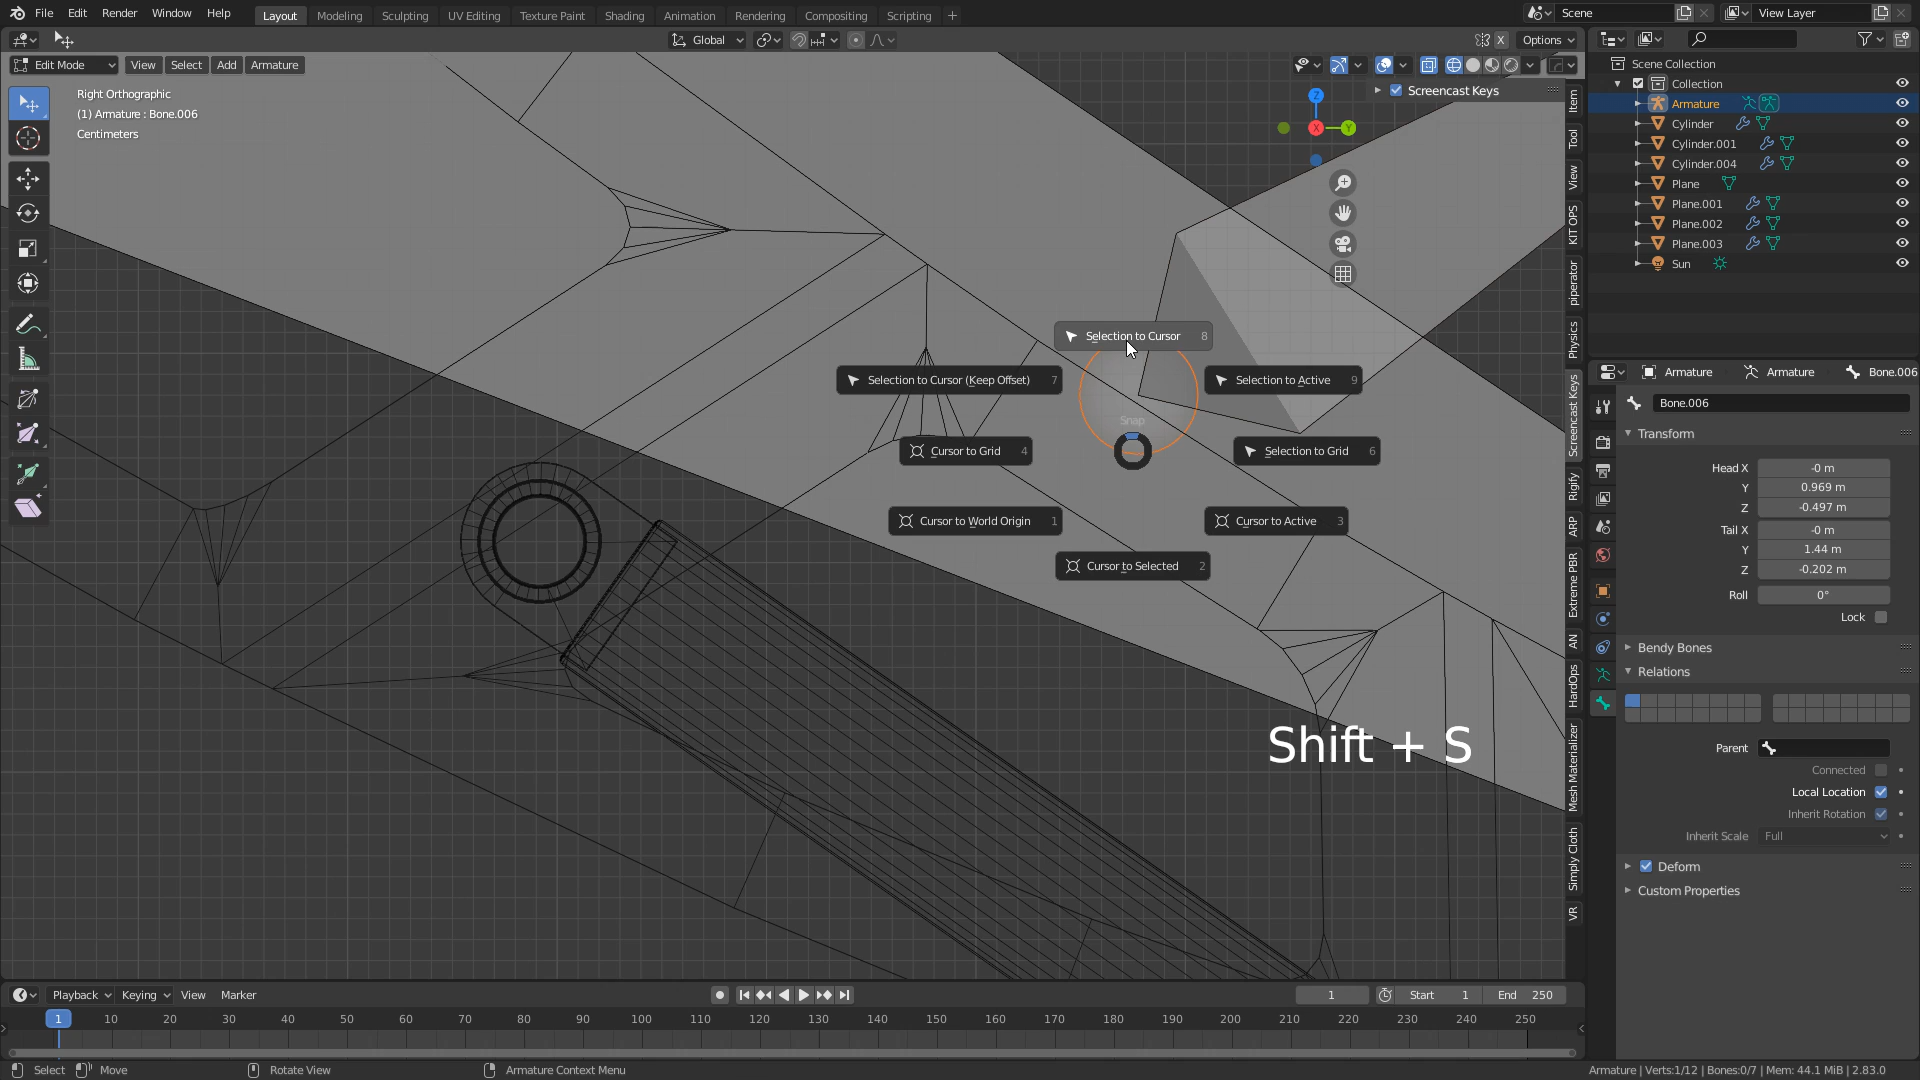 File Edit Render Window Help Layout Modeling Sculpting UV Editing Texture Paint Shading Animation Rendering Compositing Scripting + Scene View Layer
Global X Options
Edit Mode View Select Add Armature
Right Orthographic
(1) Armature : Bone.006
Centimeters
Z
X
Y
Screencast Keys
Item
Tool
View
KIT OPS
piperator
Physics
Screencast Keys
Rigify
ARP
Extreme PBR
AN
HardOps
Mesh Materializer
Simply Cloth
VR
Selection to Cursor 8
Selection to Cursor (Keep Offset) 7
Selection to Active 9
Snap
Cursor to Grid 4
Selection to Grid 6
Cursor to World Origin 1
Cursor to Active 3
Cursor to Selected 2
Shift + S
Scene Collection
Collection
Armature
Cylinder
Cylinder.001
Cylinder.004
Plane
Plane.001
Plane.002
Plane.003
Sun
Armature Armature Bone.006
Bone.006
Transform
Head X -0 m
Y 0.969 m
Z -0.497 m
Tail X -0 m
Y 1.44 m
Z -0.202 m
Roll 0°
Lock
Bendy Bones
Relations
Parent
Connected
Local Location
Inherit Rotation
Inherit Scale Full
Deform
Custom Properties
Playback Keying View Marker 1 Start 1 End 250
1 10 20 30 40 50 60 70 80 90 100 110 120 130 140 150 160 170 180 190 200 210 220 230 240 250
Select Move Rotate View Armature Context Menu Armature | Verts:1/12 | Bones:0/7 | Mem: 44.1 MiB | 2.83.0